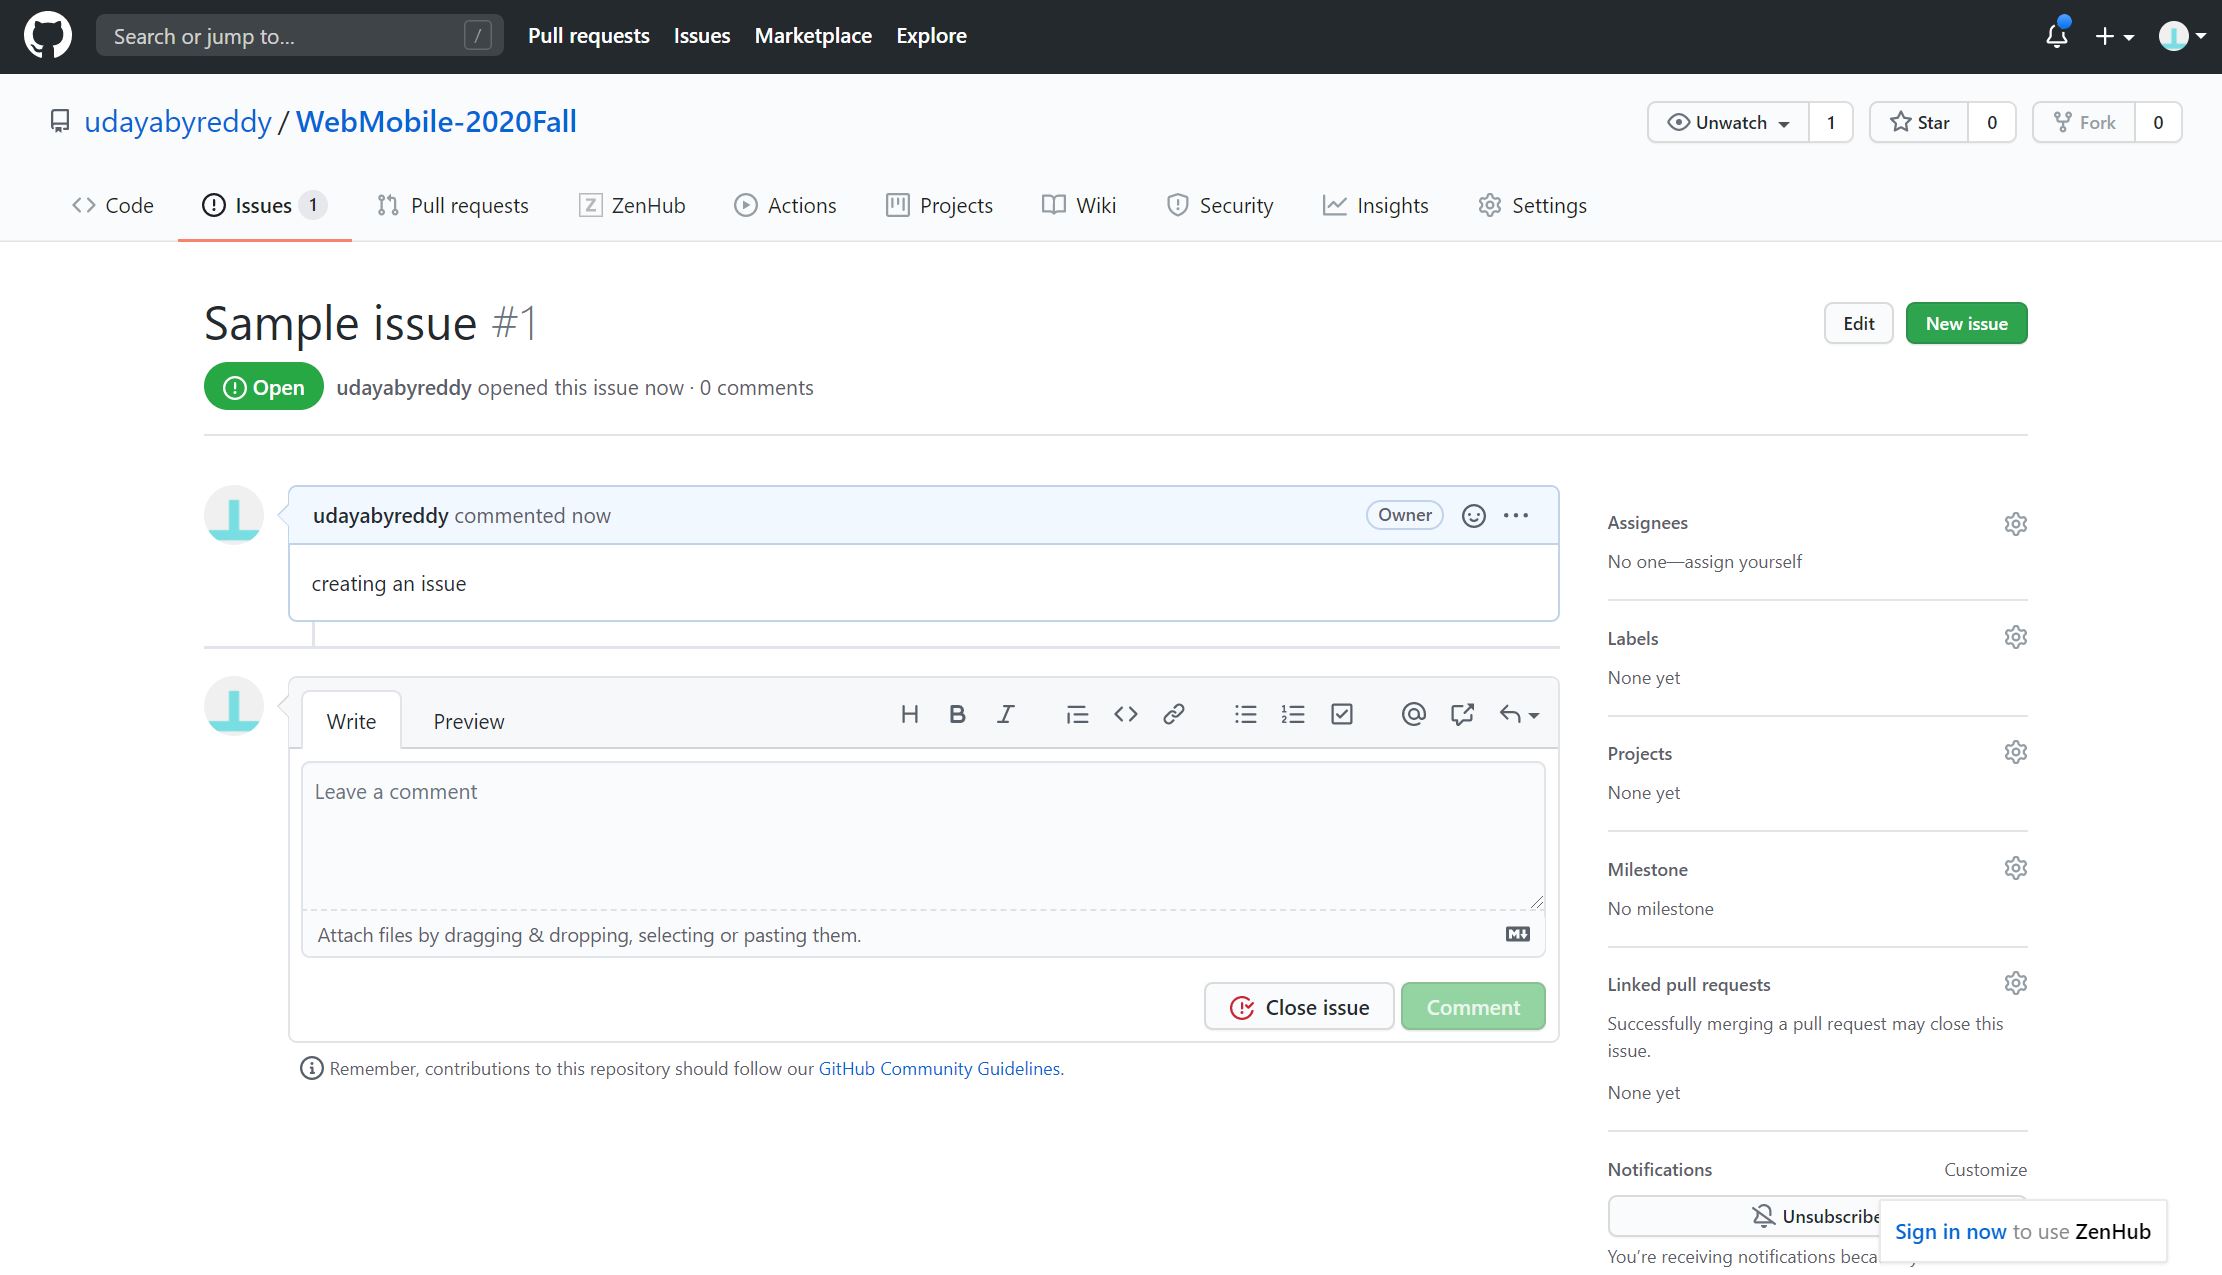 Search or jump to... /
Pull requests
Issues
Marketplace
Explore
udayabyreddy / WebMobile-2020Fall
Unwatch 1
Star 0
Fork 0
Code
Issues 1
Pull requests
ZenHub
Actions
Projects
Wiki
Security
Insights
Settings
Sample issue #1
Edit
New issue
Open
udayabyreddy opened this issue now · 0 comments
udayabyreddy commented now
Owner
creating an issue
Write
Preview
Leave a comment
Attach files by dragging & dropping, selecting or pasting them.
Close issue
Comment
Remember, contributions to this repository should follow our GitHub Community Guidelines.
Assignees
No one—assign yourself
Labels
None yet
Projects
None yet
Milestone
No milestone
Linked pull requests
Successfully merging a pull request may close this
issue.
None yet
Notifications
Customize
Unsubscribe
You're receiving notifications beca
Sign in now to use ZenHub